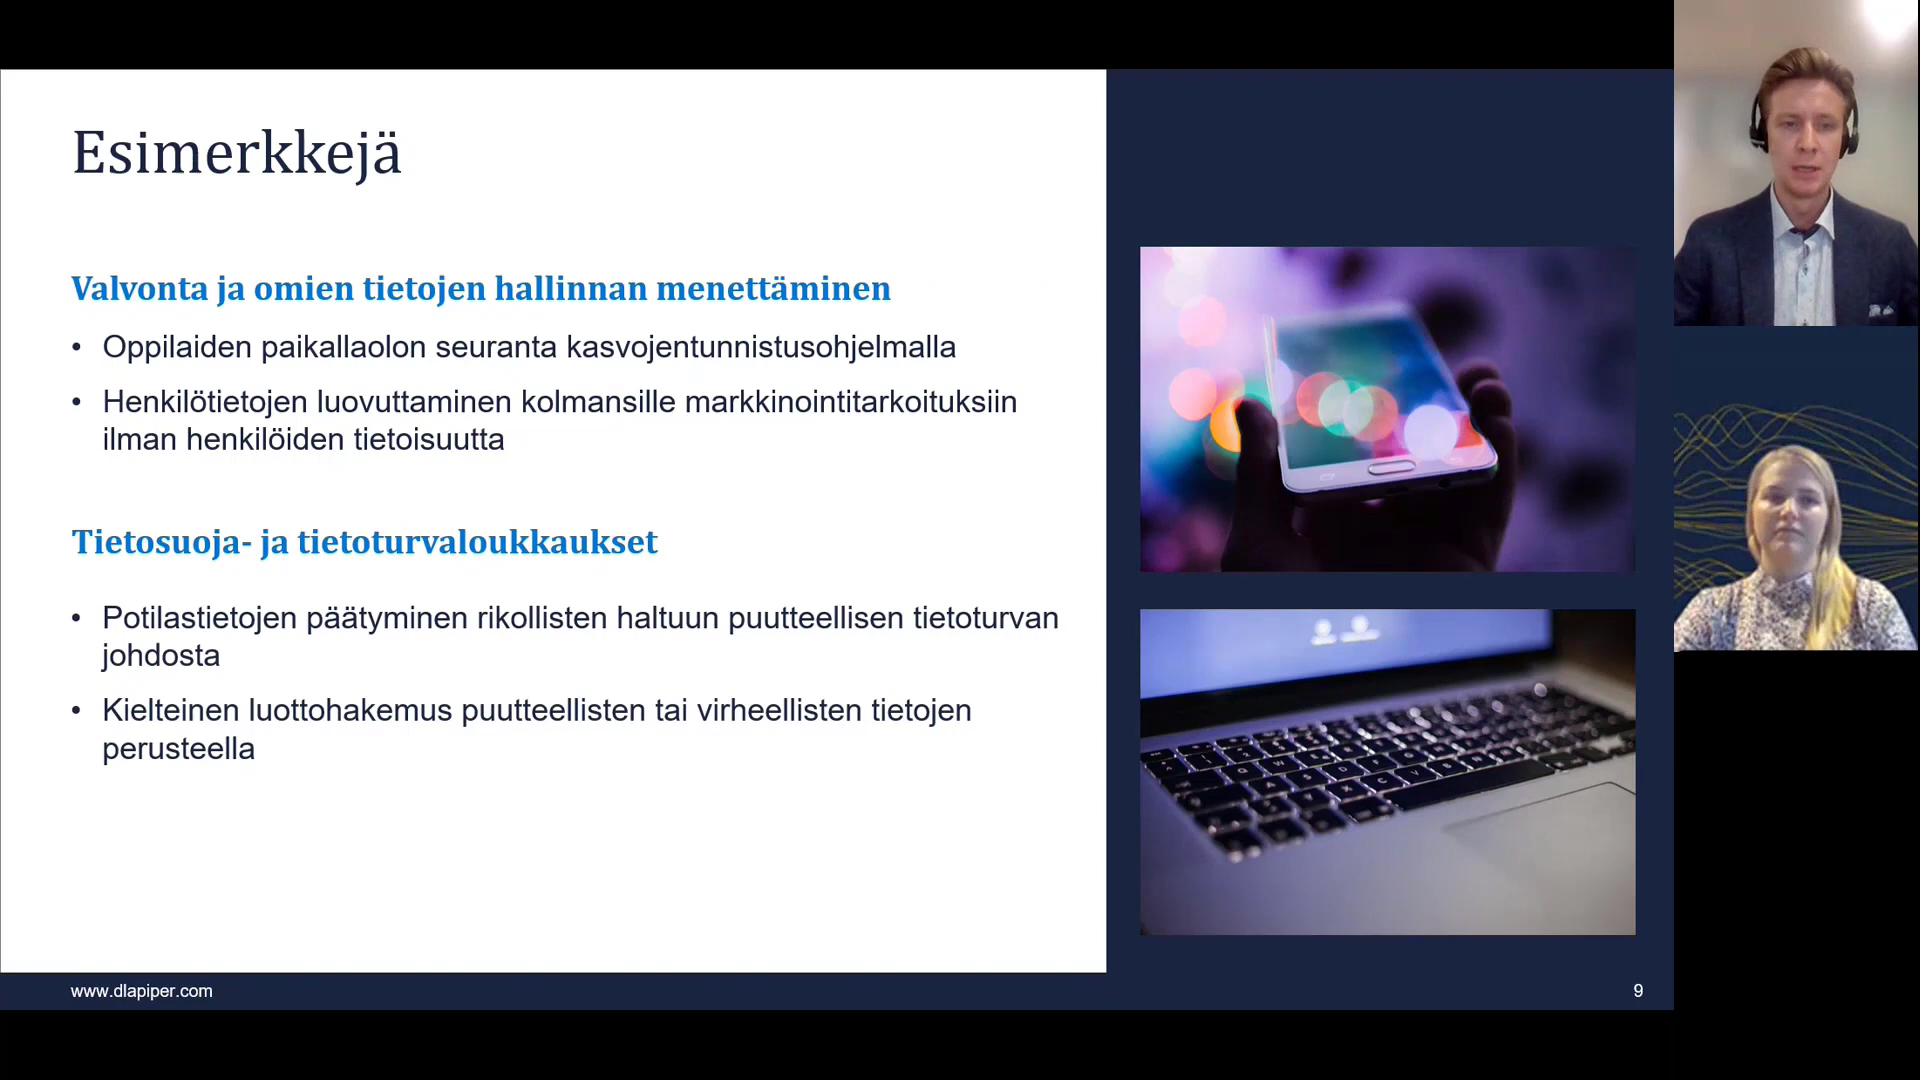 Esimerkkejä
Valvonta ja omien tietojen hallinnan menettäminen
• Oppilaiden paikallaolon seuranta kasvojentunnistusohjelmalla
• Henkilötietojen luovuttaminen kolmansille markkinointitarkoituksiin
ilman henkilöiden tietoisuutta
Tietosuoja- ja tietoturvaloukkaukset
• Potilastietojen päätyminen rikollisten haltuun puutteellisen tietoturvan
johdosta
• Kielteinen luottohakemus puutteellisten tai virheellisten tietojen
perusteella
www.dlapiper.com
9